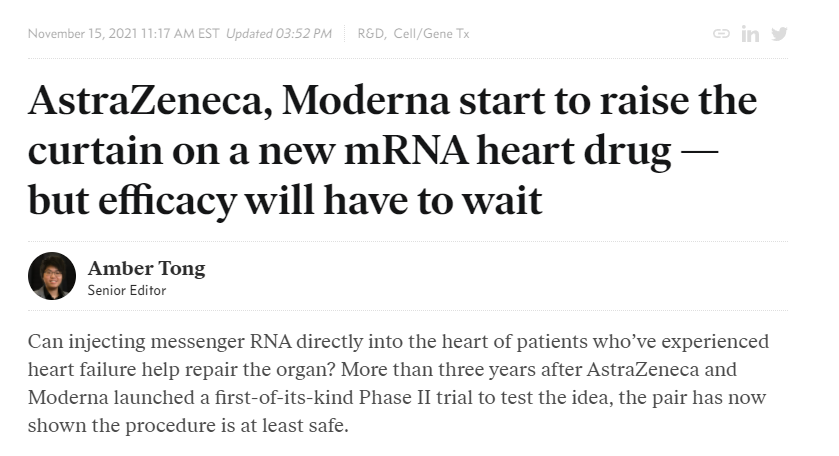 November 15, 2021 11:17 AM EST Updated 03:52 PM R&D, Cell/Gene Tx
AstraZeneca, Moderna start to raise the
curtain on a new mRNA heart drug —
but efficacy will have to wait
Amber Tong
Senior Editor
Can injecting messenger RNA directly into the heart of patients who’ve experienced
heart failure help repair the organ? More than three years after AstraZeneca and
Moderna launched a first-of-its-kind Phase II trial to test the idea, the pair has now
shown the procedure is at least safe.